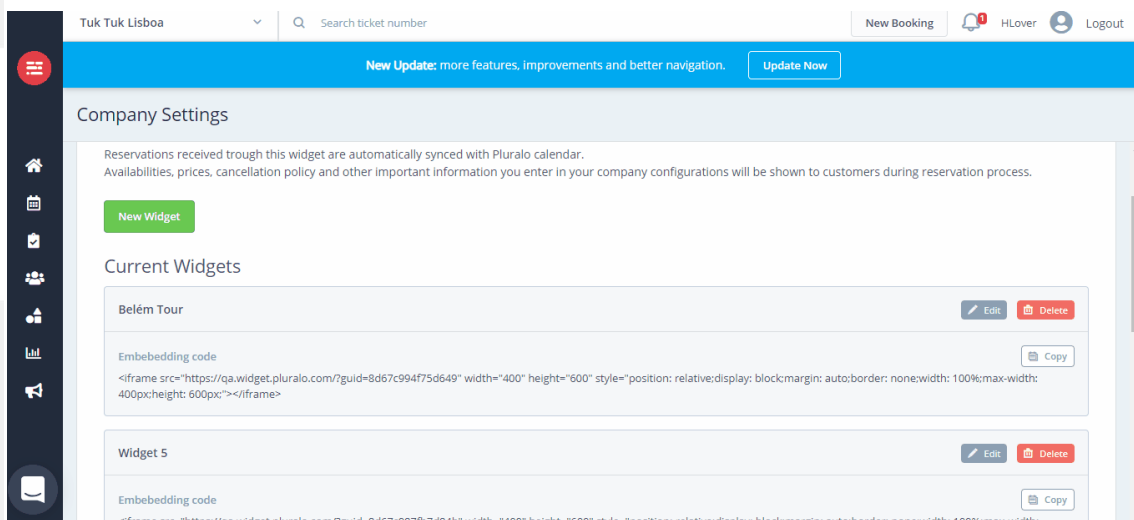 Tuk Tuk Lisboa
Search ticket number
New Booking
1
HLover
Logout
New Update: more features, improvements and better navigation.
Update Now
Company Settings
Reservations received trough this widget are automatically synced with Pluralo calendar.
Availabilities, prices, cancellation policy and other important information you enter in your company configurations will be shown to customers during reservation process.
New Widget
Current Widgets
Belém Tour
Edit
Delete
Embebedding code
Copy
<iframe src="https://qa.widget.pluralo.com/?guid=8d67c994f75d649" width="400" height="600" style="position: relative;display: block;margin: auto;border: none;width: 100%;max-width:
400px;height: 600px;"></iframe>
Widget 5
Edit
Delete
Embebedding code
Copy